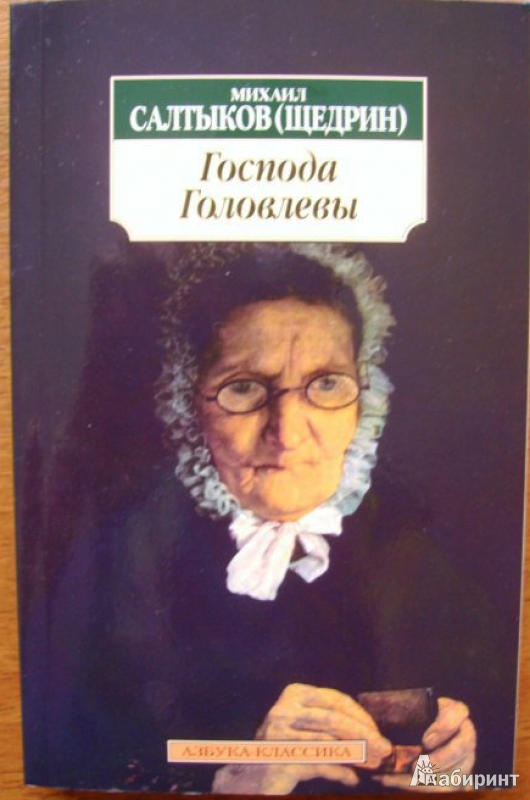 МИХАИЛ
САЛТЫКОВ(ЩЕДРИН)
Господа
Головлевы
АЗБУКА-КЛАССИКА
Лабиринт